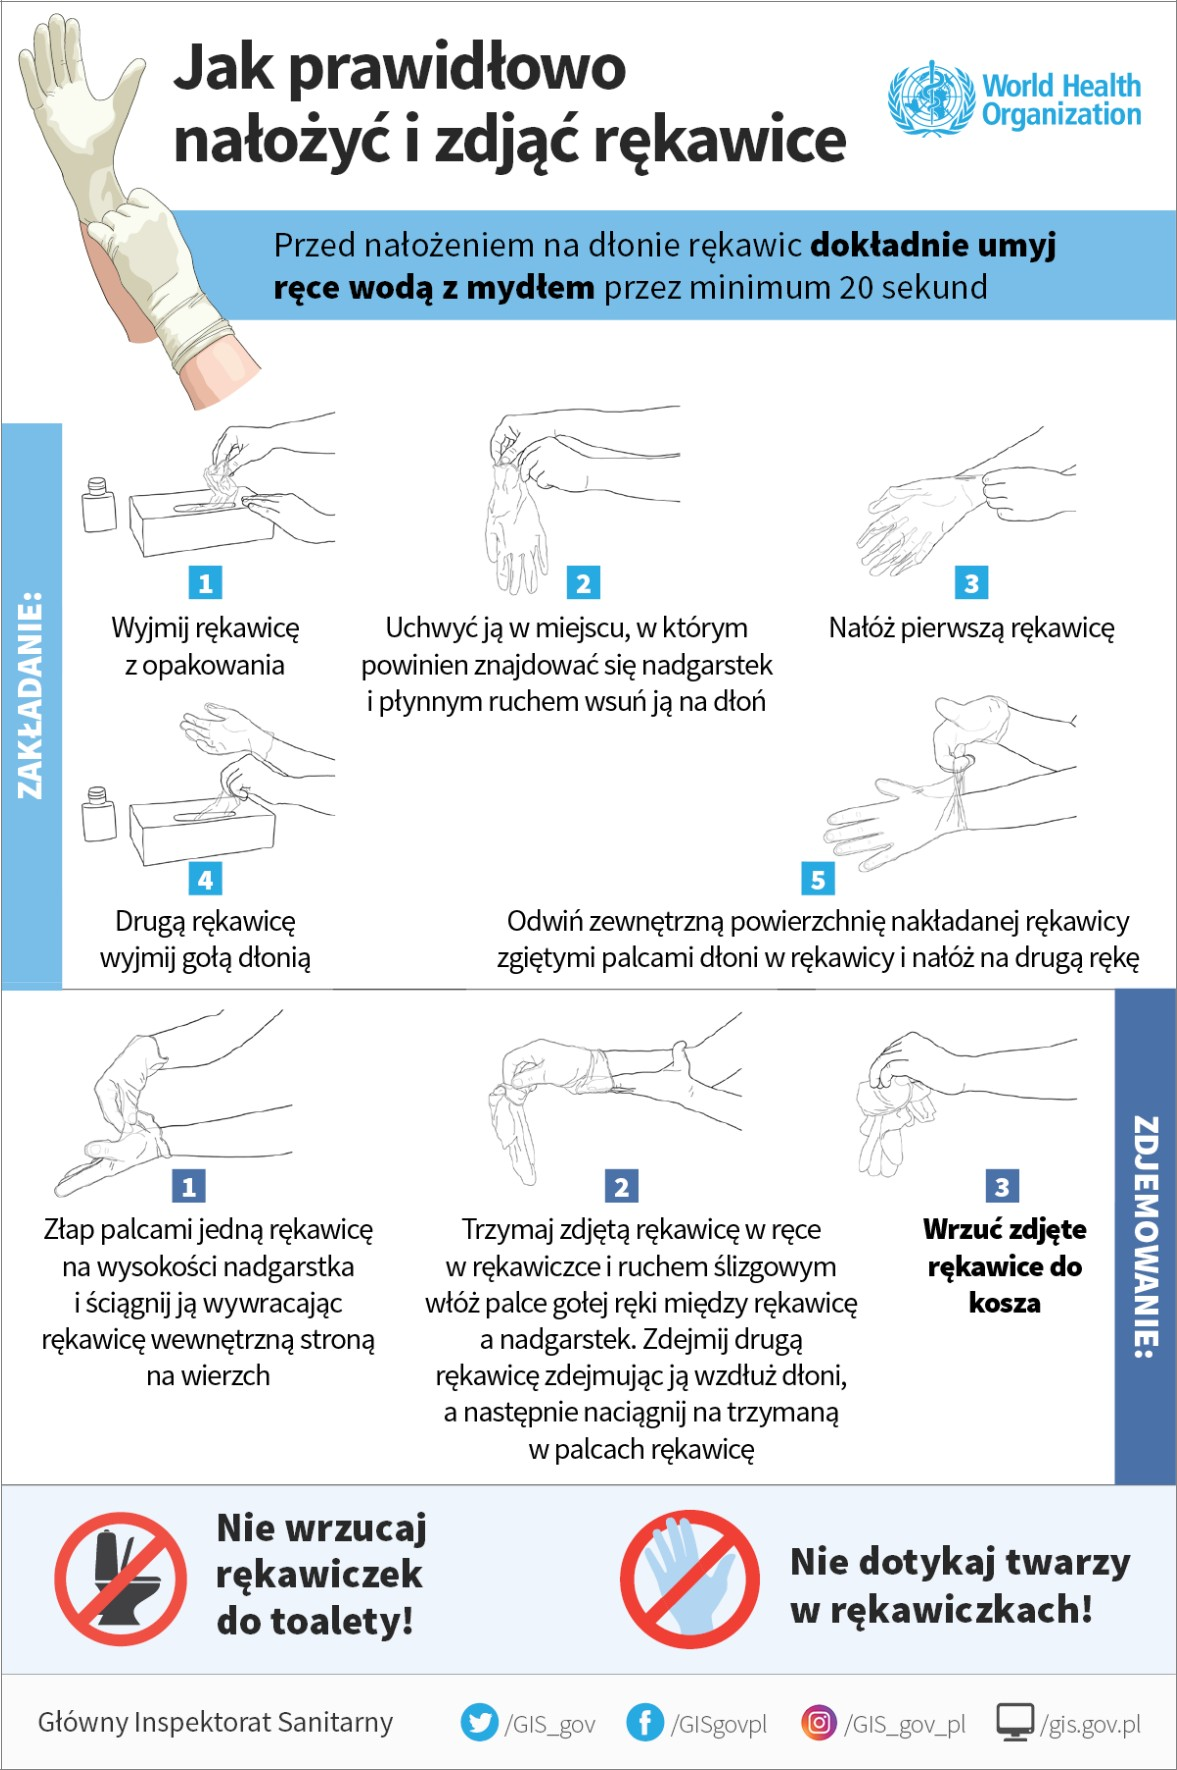 Jak prawidłowo
nałożyć i zdjąć rękawice
World Health
Organization
Przed nałożeniem na dłonie rękawic dokładnie umyj
ręce wodą z mydłem przez minimum 20 sekund
ZAKŁADANIE:
1
Wyjmij rękawicę
z opakowania
2
Uchwyć ją w miejscu, w którym
powinien znajdować się nadgarstek
i płynnym ruchem wsuń ją na dłoń
3
Nałóż pierwszą rękawicę
4
Drugą rękawicę
wyjmij gołą dłonią
5
Odwiń zewnętrzną powierzchnię nakładanej rękawicy
zgiętymi palcami dłoni w rękawicy i nałóż na drugą rękę
ZDJEMOWANIE:
1
Złap palcami jedną rękawicę
na wysokości nadgarstka
i ściągnij ją wywracając
rękawicę wewnętrzną stroną
na wierzch
2
Trzymaj zdjętą rękawicę w ręce
w rękawiczce i ruchem ślizgowym
włóż palce gołej ręki między rękawicę
a nadgarstek. Zdejmij drugą
rękawicę zdejmując ją wzdłuż dłoni,
a następnie naciągnij na trzymaną
w palcach rękawicę
3
Wrzuć zdjęte
rękawice do
kosza
Nie wrzucaj
rękawiczek
do toalety!
Nie dotykaj twarzy
w rękawiczkach!
Główny Inspektorat Sanitarny
/GIS_gov
/GISgovpl
/GIS_gov_pl
/gis.gov.pl